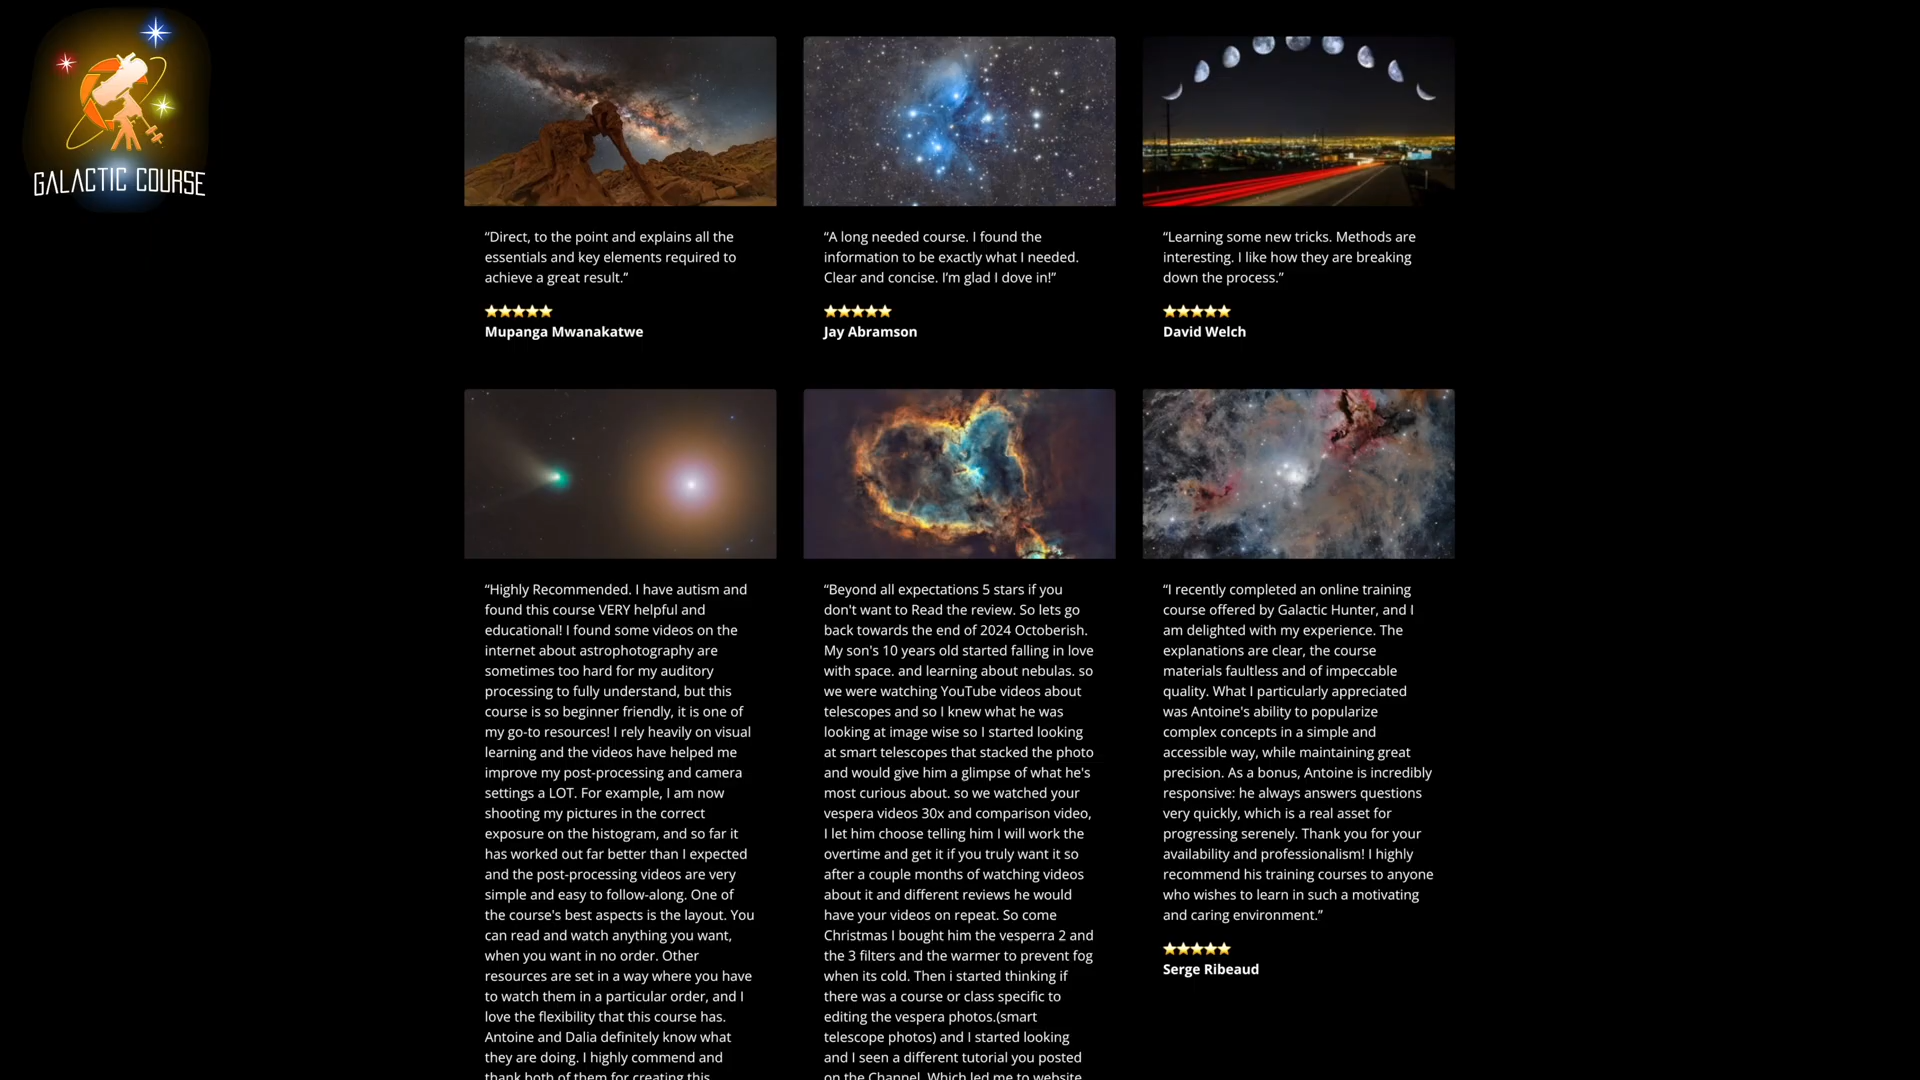 GALACTIC COURSE
“Direct, to the point and explains all the
essentials and key elements required to
achieve a great result.”
Mupanga Mwanakatwe
“A long needed course. I found the
information to be exactly what I needed.
Clear and concise. I’m glad I dove in!”
Jay Abramson
“Learning some new tricks. Methods are
interesting. I like how they are breaking
down the process.”
David Welch
“Highly Recommended. I have autism and
found this course VERY helpful and
educational! I found some videos on the
internet about astrophotography are
sometimes too hard for my auditory
processing to fully understand, but this
course is so beginner friendly, it is one of
my go-to resources! I rely heavily on visual
learning and the videos have helped me
improve my post-processing and camera
settings a LOT. For example, I am now
shooting my pictures in the correct
exposure on the histogram, and so far it
has worked out far better than I expected
and the post-processing videos are very
simple and easy to follow-along. One of
the course's best aspects is the layout. You
can read and watch anything you want,
when you want in no order. Other
resources are set in a way where you have
to watch them in a particular order, and I
love the flexibility that this course has.
Antoine and Dalia definitely know what
they are doing. I highly commend and
thank both of them for creating this
“Beyond all expectations 5 stars if you
don't want to Read the review. So lets go
back towards the end of 2024 Octoberish.
My son's 10 years old started falling in love
with space. and learning about nebulas. so
we were watching YouTube videos about
telescopes and so I knew what he was
looking at image wise so I started looking
at smart telescopes that stacked the photo
and would give him a glimpse of what he's
most curious about. so we watched your
vespera videos 30x and comparison video,
I let him choose telling him I will work the
overtime and get it if you truly want it so
after a couple months of watching videos
about it and different reviews he would
have your videos on repeat. So come
Christmas I bought him the vesperra 2 and
the 3 filters and the warmer to prevent fog
when its cold. Then i started thinking if
there was a course or class specific to
editing the vespera photos.(smart
telescope photos) and I started looking
and I seen a different tutorial you posted
on the Channel. Which led me to website
“I recently completed an online training
course offered by Galactic Hunter, and I
am delighted with my experience. The
explanations are clear, the course
materials faultless and of impeccable
quality. What I particularly appreciated
was Antoine's ability to popularize
complex concepts in a simple and
accessible way, while maintaining great
precision. As a bonus, Antoine is incredibly
responsive: he always answers questions
very quickly, which is a real asset for
progressing serenely. Thank you for your
availability and professionalism! I highly
recommend his training courses to anyone
who wishes to learn in such a motivating
and caring environment.”
Serge Ribeaud